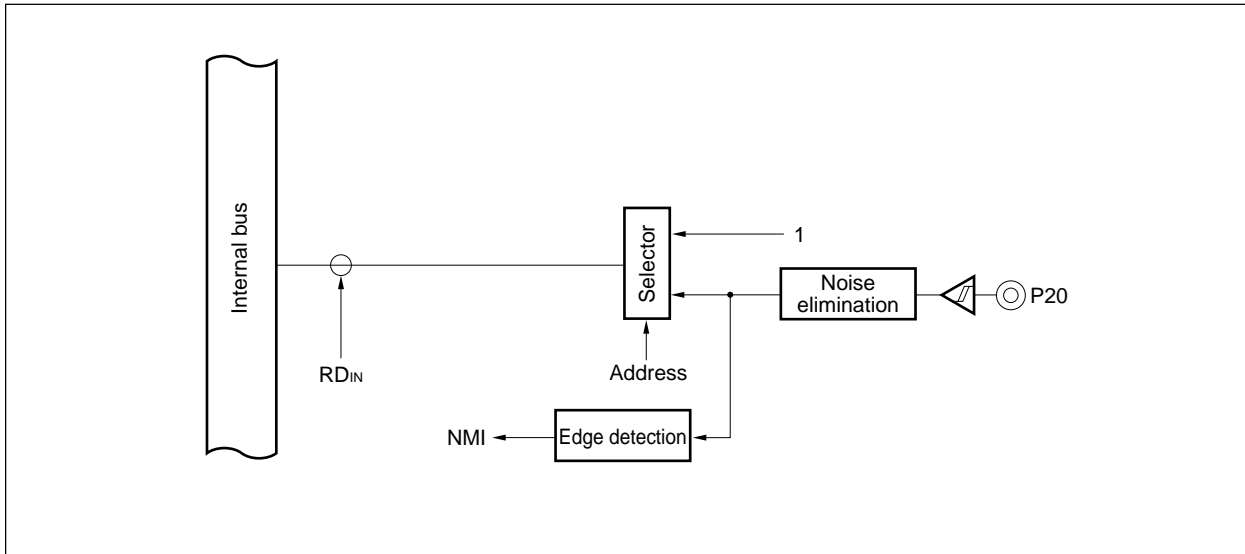 Internal bus
Selector
1
Noise
elimination
P20
RDIN
Address
NMI
Edge detection